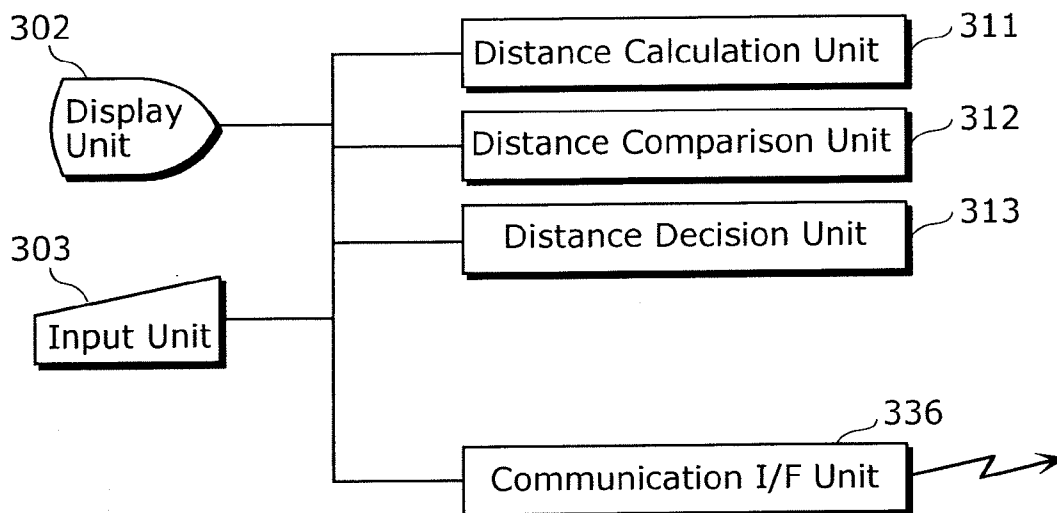 302
Display
Unit
303
Input Unit
Distance Calculation Unit
311
Distance Comparison Unit
312
Distance Decision Unit
313
Communication I/F Unit
336